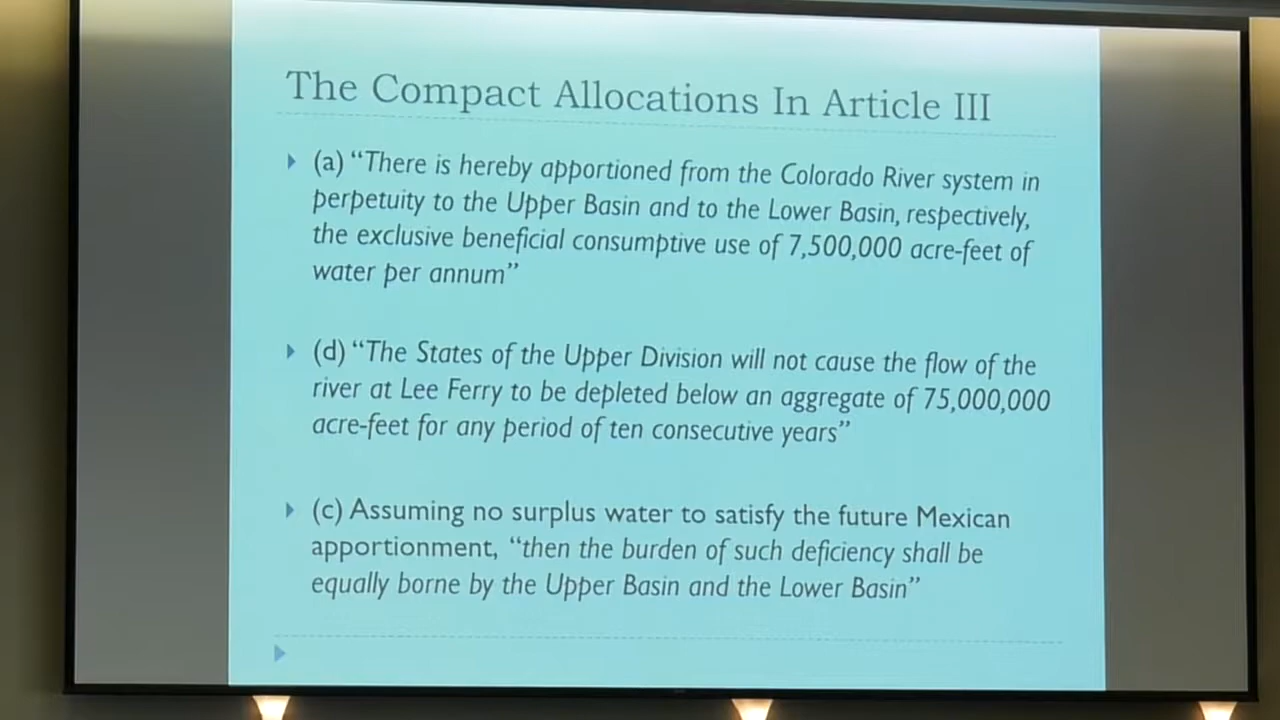 The Compact Allocations In Article III
(a) “There is hereby apportioned from the Colorado River system in
perpetuity to the Upper Basin and to the Lower Basin, respectively,
the exclusive beneficial consumptive use of 7,500,000 acre-feet of
water per annum”
(d) “The States of the Upper Division will not cause the flow of the
river at Lee Ferry to be depleted below an aggregate of 75,000,000
acre-feet for any period of ten consecutive years”
(c) Assuming no surplus water to satisfy the future Mexican
apportionment, “then the burden of such deficiency shall be
equally borne by the Upper Basin and the Lower Basin”